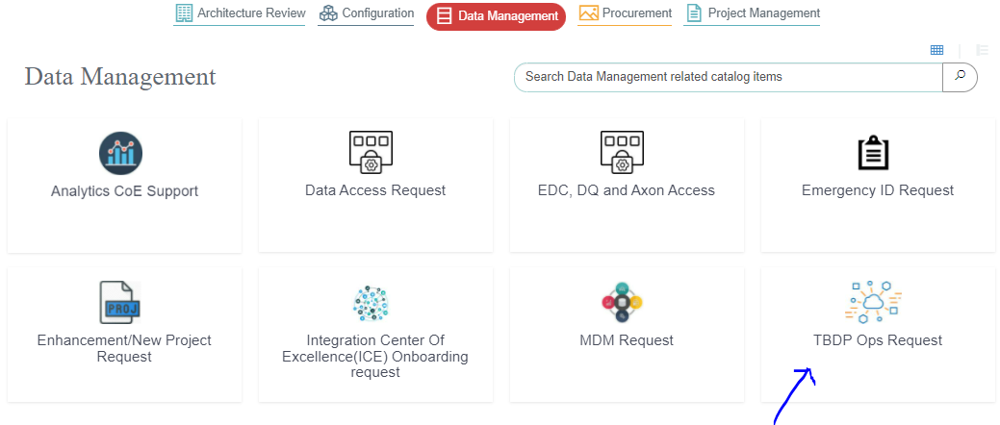 Architecture Review
Configuration
Data Management
Procurement
Project Management
Data Management
Search Data Management related catalog items
Analytics CoE Support
Data Access Request
EDC, DQ and Axon Access
Emergency ID Request
PROJ
Enhancement/New Project
Request
Integration Center Of
Excellence(ICE) Onboarding
request
MDM Request
TBDP Ops Request